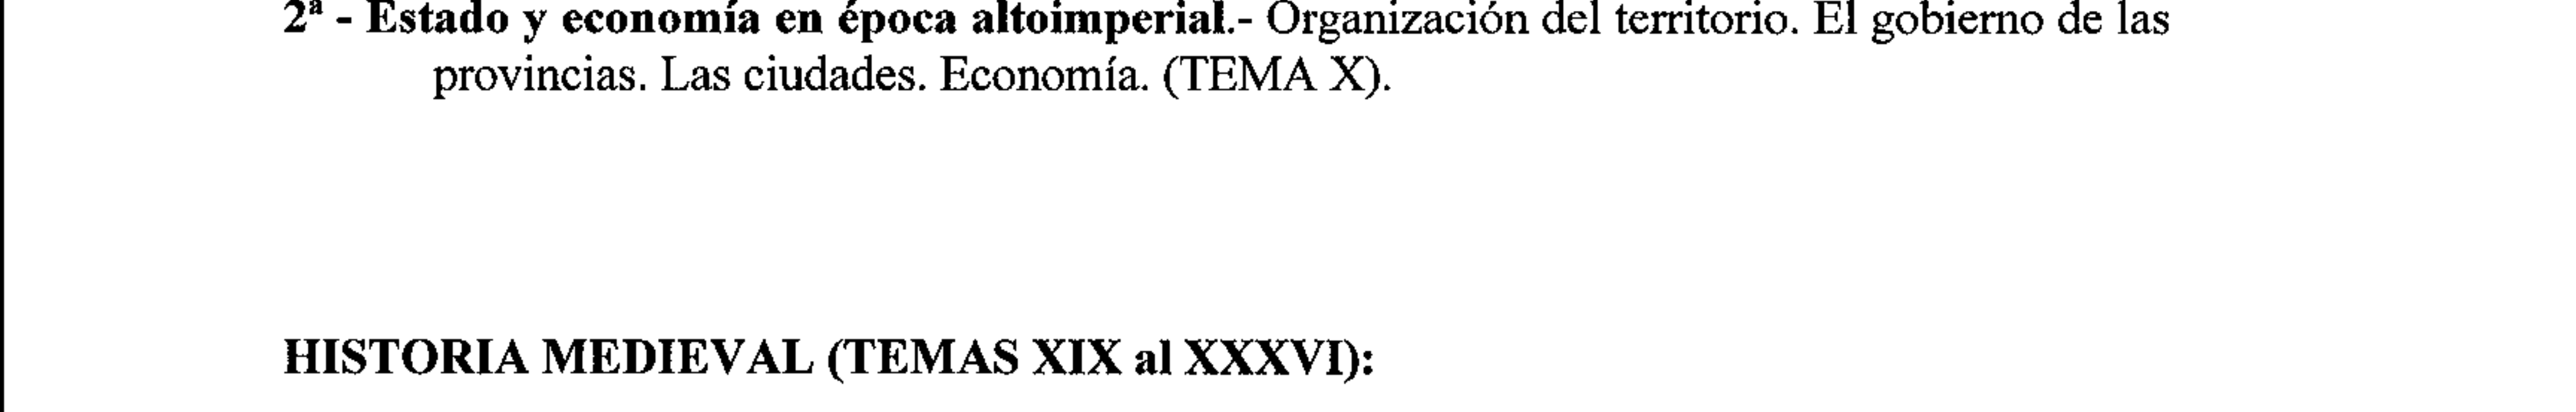 2ª - Estado y economía en época altoimperial.- Organización del territorio. El gobierno de las
provincias. Las ciudades. Economía. (TEMA X).
HISTORIA MEDIEVAL (TEMAS XIX al XXXVI):